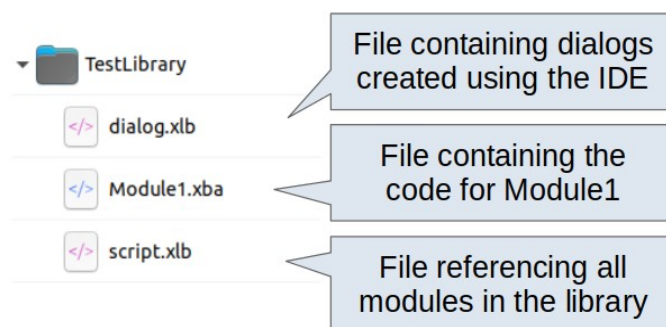 File containing dialogs
created using the IDE
TestLibrary
</> dialog.xlb
File containing the
code for Module1
</> Module1.xba
</> script.xlb
File referencing all
modules in the library